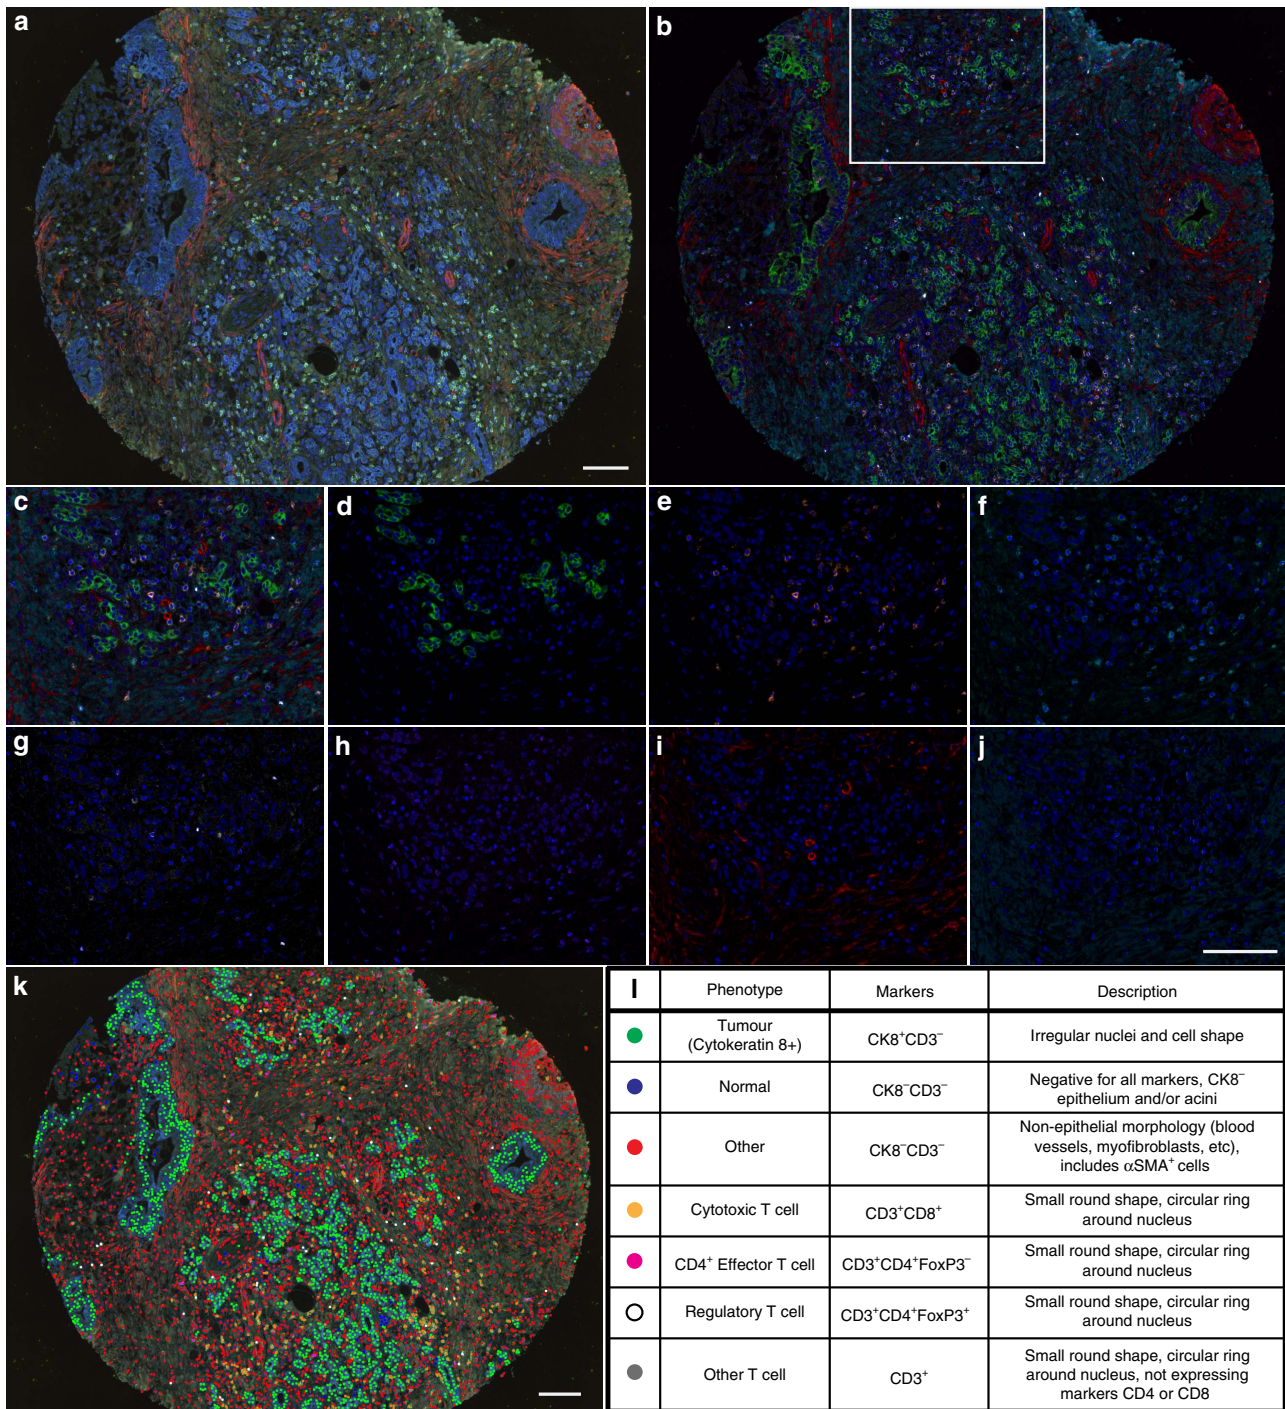 a
b
c
d
e
f
g
h
i
j
k
l Phenotype Markers Description
Tumour
(Cytokeratin 8+)
CK8⁺CD3⁻
Irregular nuclei and cell shape
Normal
CK8⁻CD3⁻
Negative for all markers, CK8⁻
epithelium and/or acini
Other
CK8⁻CD3⁻
Non-epithelial morphology (blood
vessels, myofibroblasts, etc),
includes αSMA⁺ cells
Cytotoxic T cell
CD3⁺CD8⁺
Small round shape, circular ring
around nucleus
CD4⁺ Effector T cell
CD3⁺CD4⁺FoxP3⁻
Small round shape, circular ring
around nucleus
Regulatory T cell
CD3⁺CD4⁺FoxP3⁺
Small round shape, circular ring
around nucleus
Other T cell
CD3⁺
Small round shape, circular ring
around nucleus, not expressing
markers CD4 or CD8